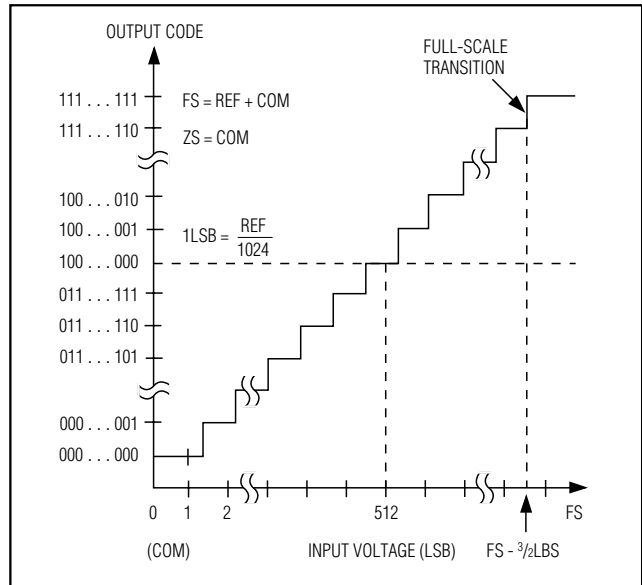 OUTPUT CODE
FULL-SCALE
TRANSITION
111 . . . 111
FS = REF + COM
111 . . . 110
ZS = COM
100 . . . 010
100 . . . 001
1LSB = REF
1024
100 . . . 000
011 . . . 111
011 . . . 110
011 . . . 101
000 . . . 001
000 . . . 000
0 1 2 512 FS
(COM) INPUT VOLTAGE (LSB) FS - 3/2LBS